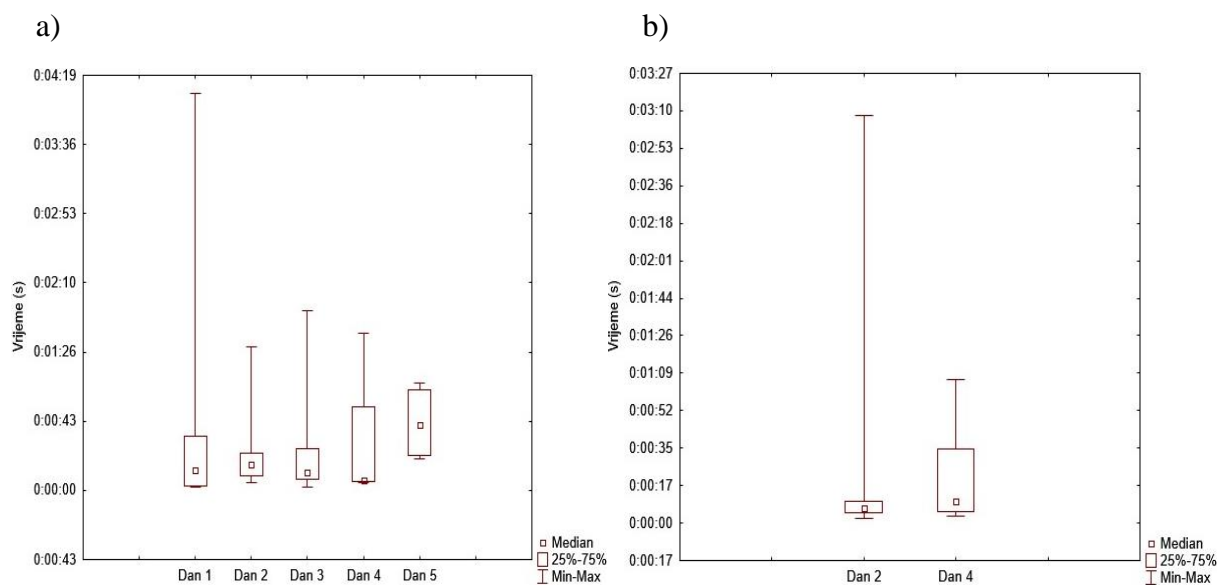 a)
0:04:19
0:03:36
0:02:53
0:02:10
0:01:26
0:00:43
0:00:00
0:00:43
Vrijeme (s)
Dan 1 Dan 2 Dan 3 Dan 4 Dan 5
Median
25%-75%
Min-Max
b)
0:03:27
0:03:10
0:02:53
0:02:36
0:02:18
0:02:01
0:01:44
0:01:26
0:01:09
0:00:52
0:00:35
0:00:17
0:00:00
0:00:17
Vrijeme (s)
Dan 2 Dan 4
Median
25%-75%
Min-Max